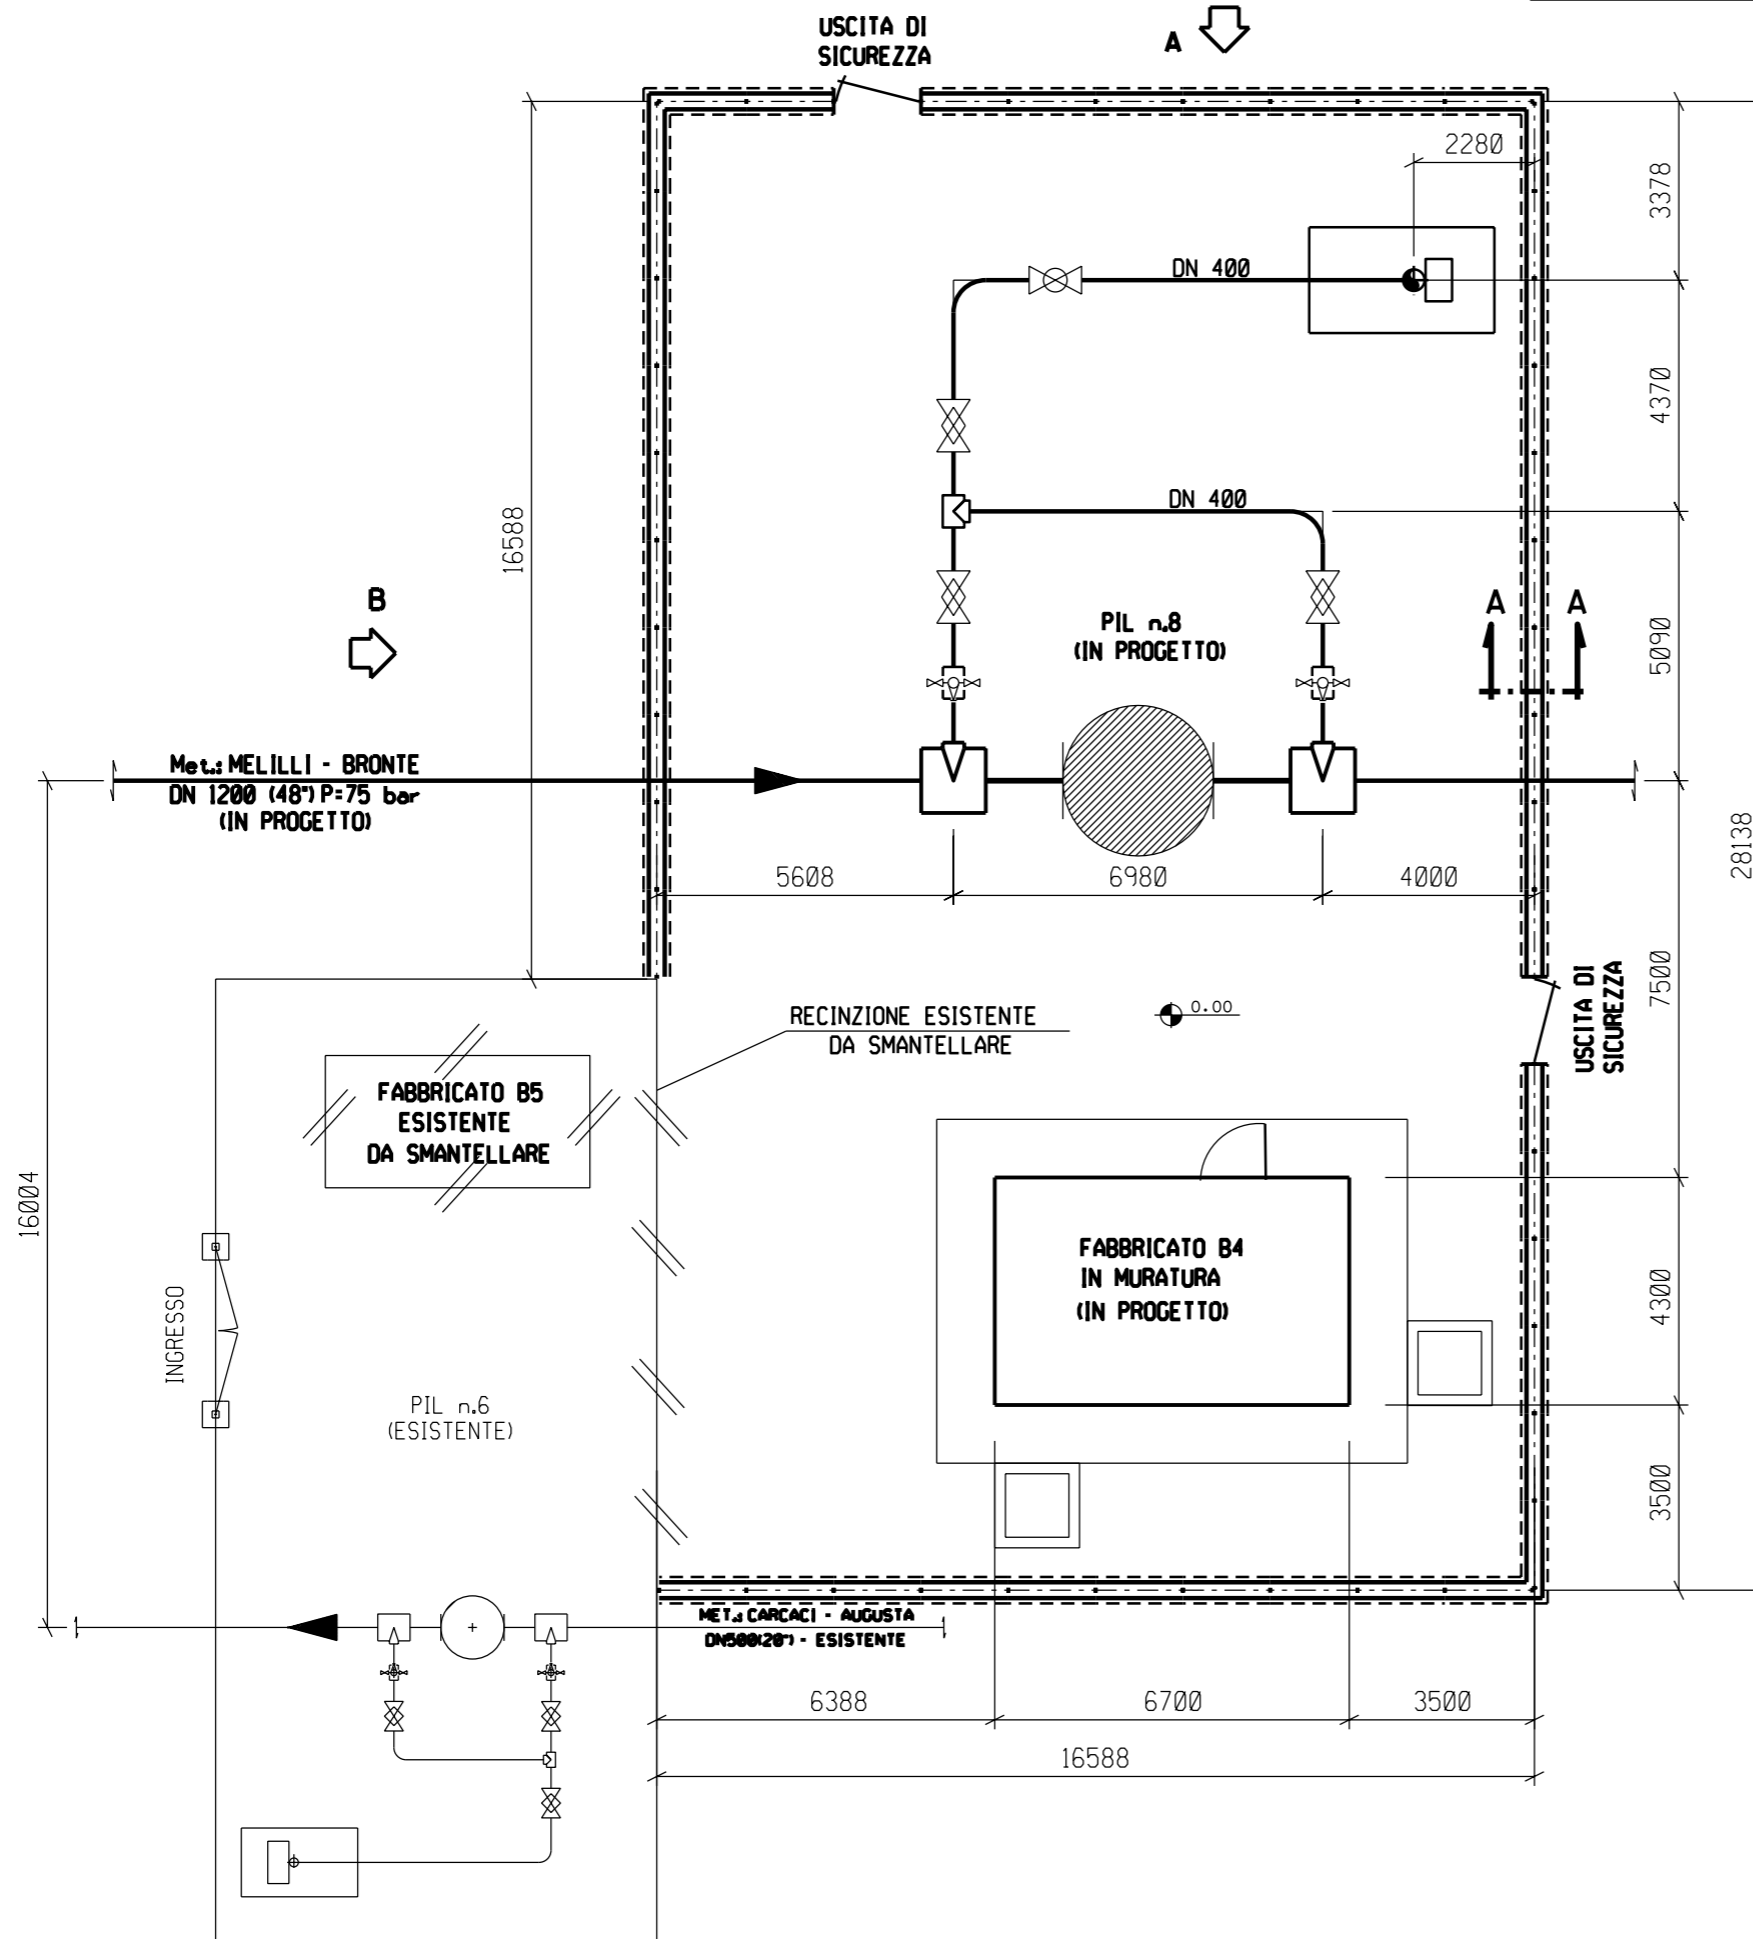 USCITA DI
SICUREZZA
A
2280
3378
DN 400
4370
DN 400
16588
B
PIL n.8
(IN PROGETTO)
A A
5090
Met.: MELILLI - BRONTE
DN 1200 (48") P=75 bar
(IN PROGETTO)
28138
5608
6980
4000
7500
USCITA DI
SICUREZZA
RECINZIONE ESISTENTE
DA SMANTELLARE
0.00
FABBRICATO B5
ESISTENTE
DA SMANTELLARE
16004
FABBRICATO B4
IN MURATURA
(IN PROGETTO)
4300
INGRESSO
PIL n.6
(ESISTENTE)
3500
MET.: CARCACI - AUGUSTA
DN500(20") - ESISTENTE
6388
6700
3500
16588